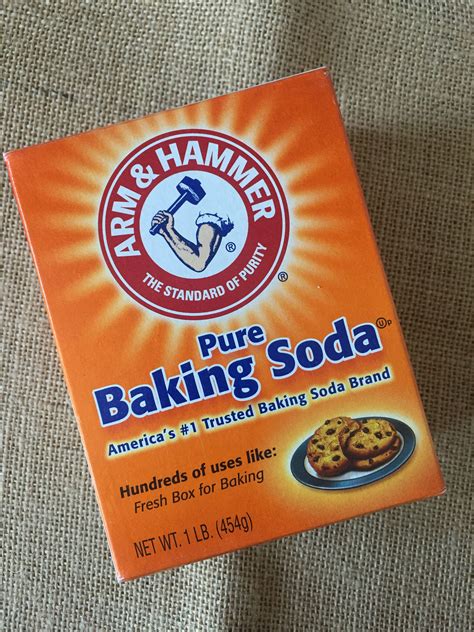 ARM & HAMMER
®
THE STANDARD OF PURITY
®
Pure
Baking Soda
UP
America's #1 Trusted Baking Soda Brand
Hundreds of uses like:
Fresh Box for Baking
NET WT. 1 LB. (454g)